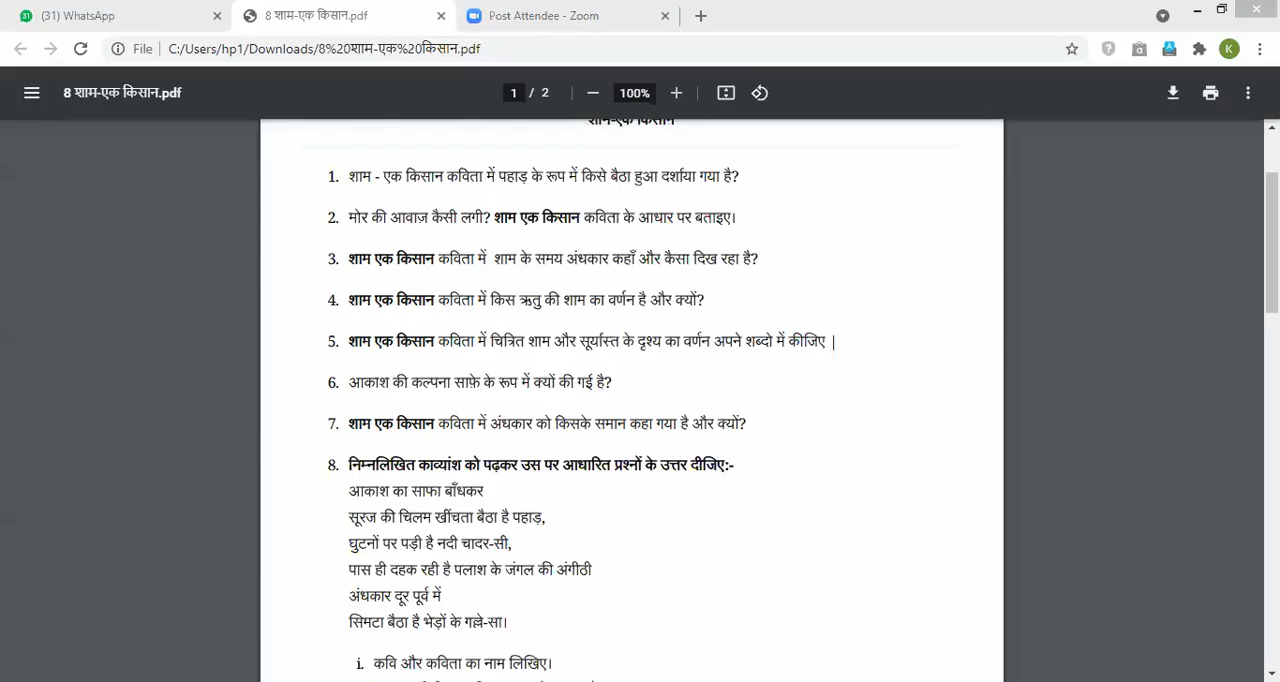 (31) WhatsApp
8 शाम-एक किसान.pdf
Post Attendee - Zoom
File
C:/Users/hp1/Downloads/8%20शाम-एक%20किसान.pdf
K
8 शाम-एक किसान.pdf
1 / 2
100%
शाम-एक किसान
1. शाम - एक किसान कविता में पहाड़ के रूप में किसे बैठा हुआ दर्शाया गया है?
2. मोर की आवाज़ कैसी लगी? शाम एक किसान कविता के आधार पर बताइए।
3. शाम एक किसान कविता में शाम के समय अंधकार कहाँ और कैसा दिख रहा है?
4. शाम एक किसान कविता में किस ऋतु की शाम का वर्णन है और क्यों?
5. शाम एक किसान कविता में चित्रित शाम और सूर्यास्त के दृश्य का वर्णन अपने शब्दो में कीजिए |
6. आकाश की कल्पना साफ़े के रूप में क्यों की गई है?
7. शाम एक किसान कविता में अंधकार को किसके समान कहा गया है और क्यों?
8. निम्नलिखित काव्यांश को पढ़कर उस पर आधारित प्रश्नों के उत्तर दीजिए:-
आकाश का साफा बाँधकर
सूरज की चिलम खींचता बैठा है पहाड़,
घुटनों पर पड़ी है नदी चादर-सी,
पास ही दहक रही है पलाश के जंगल की अंगीठी
अंधकार दूर पूर्व में
सिमटा बैठा है भेड़ों के गल्ले-सा।
i. कवि और कविता का नाम लिखिए।